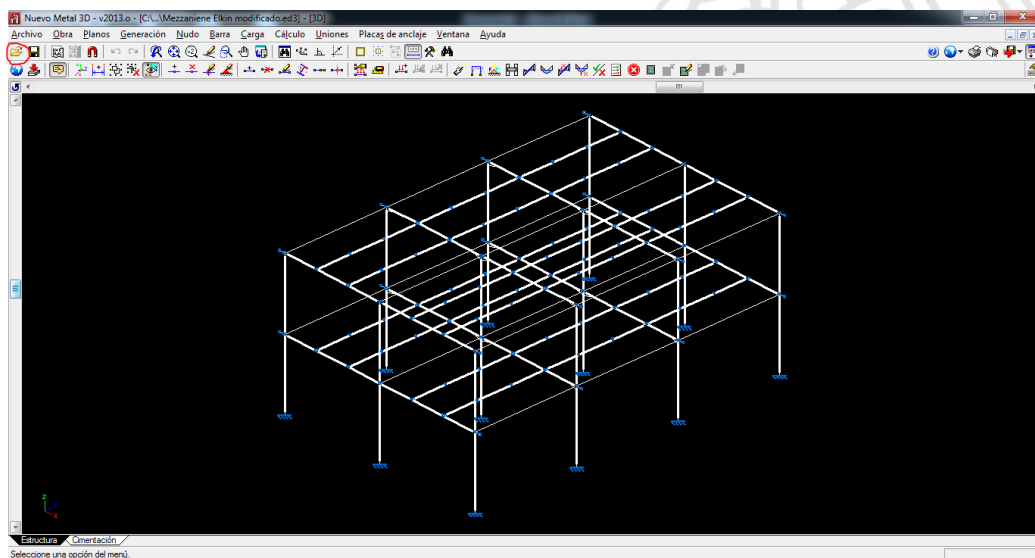 Nuevo Metal 3D - v2013.o - [C:\...\Mezzaniene Elkin modificado.ed3] - [3D]
Archivo Obra Planos Generación Nudo Barra Carga Cálculo Uniones Placas de anclaje Ventana Ayuda
z
x
Estructura Cimentación
Seleccione una opción del menú.